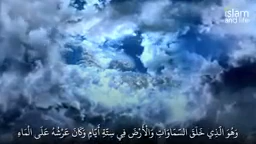 islam
and life
وَهُوَ الَّذِي خَلَقَ السَّمَاوَاتِ وَالْأَرْضَ فِي سِتَّةِ أَيَّامٍ وَكَانَ عَرْشُهُ عَلَى الْمَاءِ